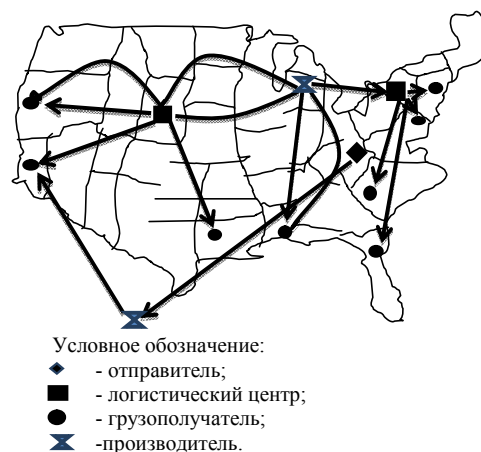 Условное обозначение:
- отправитель;
- логистический центр;
- грузополучатель;
-производитель.